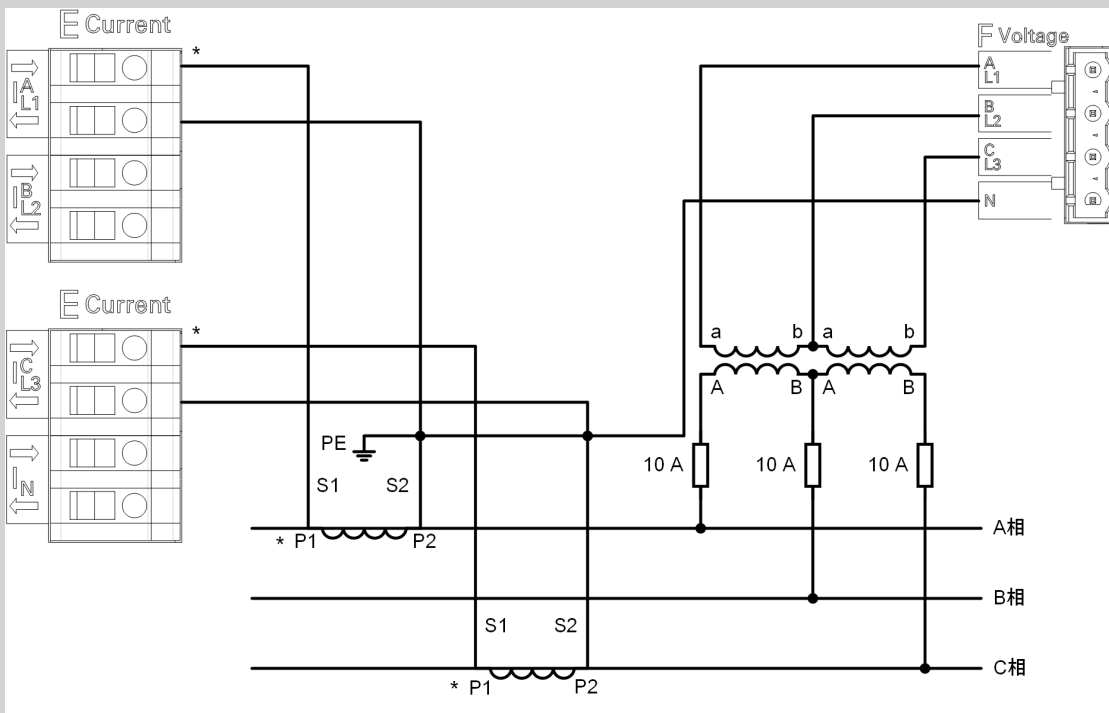 E Current
*
A
I
L1
B
I
L2
E Current
*
C
I
L3
I
N
F Voltage
A
L1
B
L2
C
L3
N
a b a b
A B A B
10 A 10 A 10 A
PE
S1 S2
* P1 P2
A相
B相
S1 S2
C相
* P1 P2